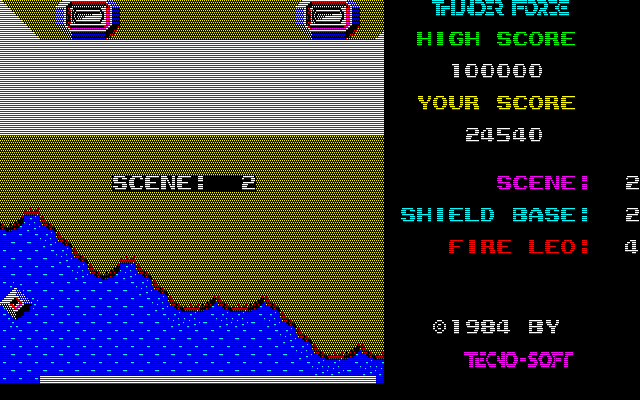 THUNDER FORCE
HIGH SCORE
100000
YOUR SCORE
24540
SCENE: 2
SCENE: 2
SHIELD BASE: 2
FIRE LEO: 4
©1984 BY
TECNO-SOFT